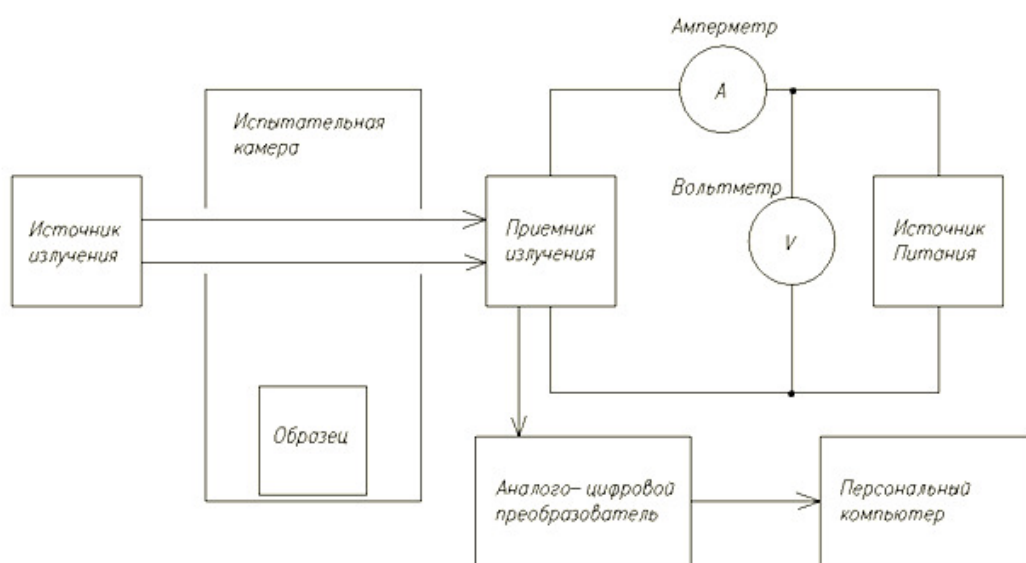 Амперметр
А
Испытательная
камера
Вольтметр
Источник
излучения
Приемник
излучения
V
Источник
Питания
Образец
Аналого-цифровой
преобразователь
Персональный
компьютер